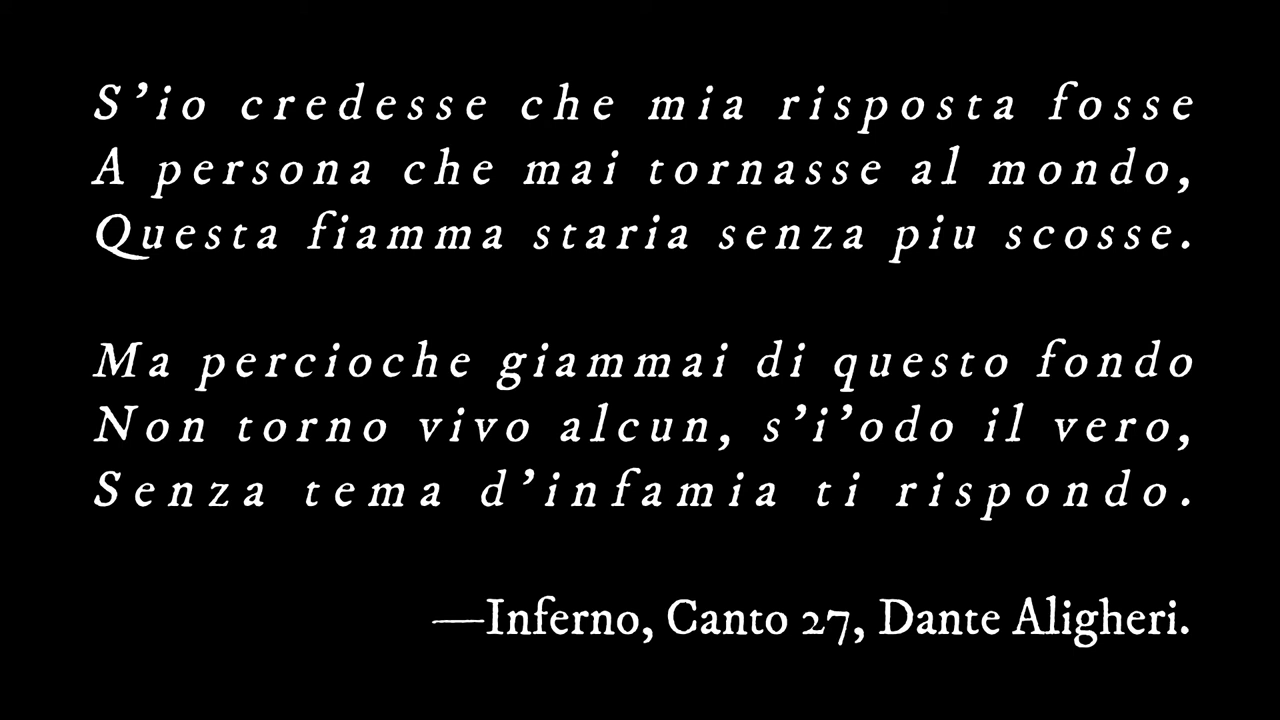 S’io credesse che mia risposta fosse
A persona che mai tornasse al mondo,
Questa fiamma staria senza piu scosse.
Ma percioche giammai di questo fondo
Non torno vivo alcun, s’i’odo il vero,
Senza tema d’infamia ti rispondo.
—Inferno, Canto 27, Dante Aligheri.